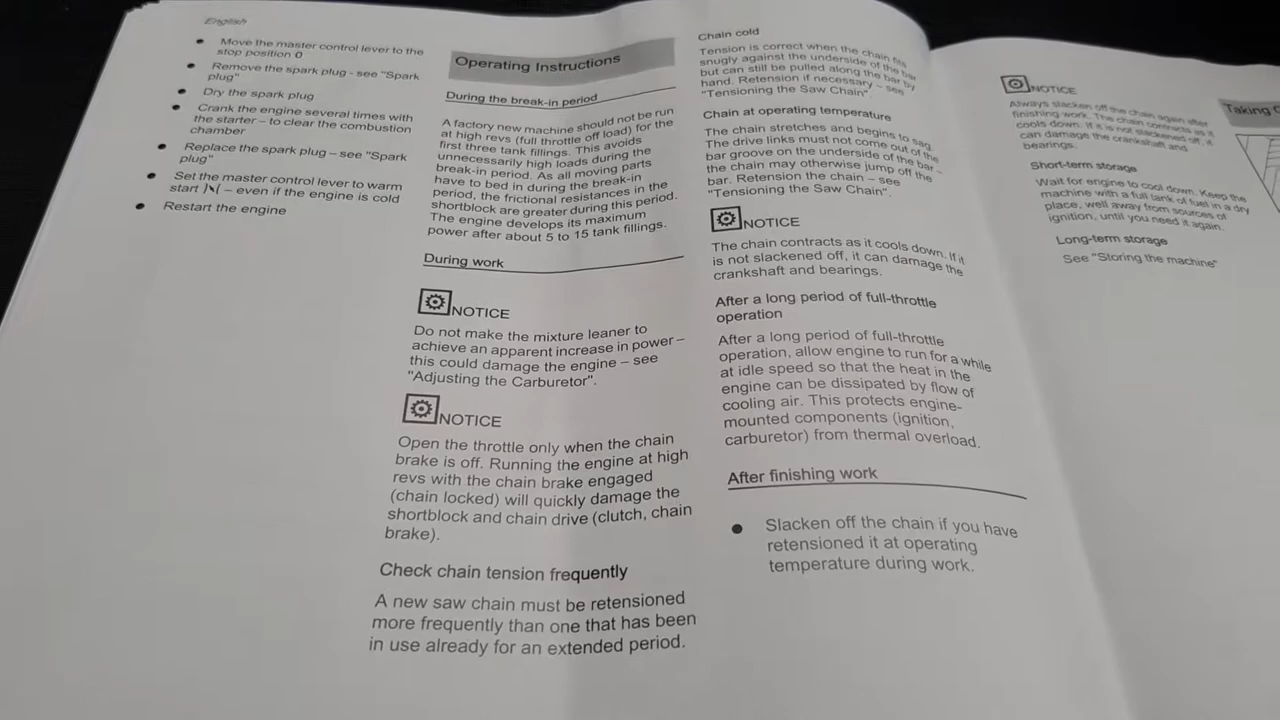 English
Move the master control lever to the
stop position 0
Remove the spark plug - see "Spark
plug"
Dry the spark plug
Crank the engine several times with
the starter – to clear the combustion
chamber
Replace the spark plug – see "Spark
plug"
Set the master control lever to warm
start – even if the engine is cold
Restart the engine
Operating Instructions
During the break-in period
A factory new machine should not be run
at high revs (full throttle off load) for the
first three tank fillings. This avoids
unnecessarily high loads during the
break-in period. As all moving parts
have to bed in during the break-in
period, the frictional resistances in the
shortblock are greater during this period.
The engine develops its maximum
power after about 5 to 15 tank fillings.
During work
NOTICE
Do not make the mixture leaner to
achieve an apparent increase in power –
this could damage the engine – see
"Adjusting the Carburetor".
NOTICE
Open the throttle only when the chain
brake is off. Running the engine at high
revs with the chain brake engaged
(chain locked) will quickly damage the
shortblock and chain drive (clutch, chain
brake).
Check chain tension frequently
A new saw chain must be retensioned
more frequently than one that has been
in use already for an extended period.
Chain cold
Tension is correct when the chain fits
snugly against the underside of the bar
but can still be pulled along the bar by
hand. Retension if necessary – see
"Tensioning the Saw Chain".
Chain at operating temperature
The chain stretches and begins to sag.
The drive links must not come out of the
bar groove on the underside of the bar –
the chain may otherwise jump off the
bar. Retension the chain – see
"Tensioning the Saw Chain".
NOTICE
The chain contracts as it cools down. If it
is not slackened off, it can damage the
crankshaft and bearings.
After a long period of full-throttle
operation
After a long period of full-throttle
operation, allow engine to run for a while
at idle speed so that the heat in the
engine can be dissipated by flow of
cooling air. This protects engine-
mounted components (ignition,
carburetor) from thermal overload.
After finishing work
Slacken off the chain if you have
retensioned it at operating
temperature during work.
NOTICE
Always slacken off the chain again after
finishing work. The chain contracts as it
cools down. If it is not slackened off, it
can damage the crankshaft and
bearings.
Short-term storage
Wait for engine to cool down. Keep the
machine with a full tank of fuel in a dry
place, well away from sources of
ignition, until you need it again.
Long-term storage
See "Storing the machine"
Taking